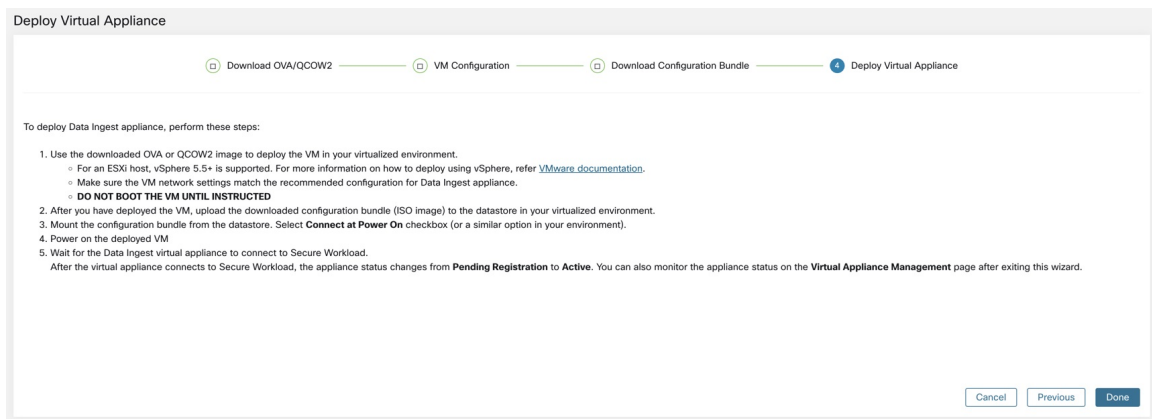 Deploy Virtual Appliance
Download OVA/QCOW2 VM Configuration Download Configuration Bundle 4 Deploy Virtual Appliance
To deploy Data Ingest appliance, perform these steps:
1. Use the downloaded OVA or QCOW2 image to deploy the VM in your virtualized environment.
◦ For an ESXi host, vSphere 5.5+ is supported. For more information on how to deploy using vSphere, refer VMware documentation.
◦ Make sure the VM network settings match the recommended configuration for Data Ingest appliance.
◦ DO NOT BOOT THE VM UNTIL INSTRUCTED
2. After you have deployed the VM, upload the downloaded configuration bundle (ISO image) to the datastore in your virtualized environment.
3. Mount the configuration bundle from the datastore. Select Connect at Power On checkbox (or a similar option in your environment).
4. Power on the deployed VM
5. Wait for the Data Ingest virtual appliance to connect to Secure Workload.
After the virtual appliance connects to Secure Workload, the appliance status changes from Pending Registration to Active. You can also monitor the appliance status on the Virtual Appliance Management page after exiting this wizard.
Cancel Previous Done